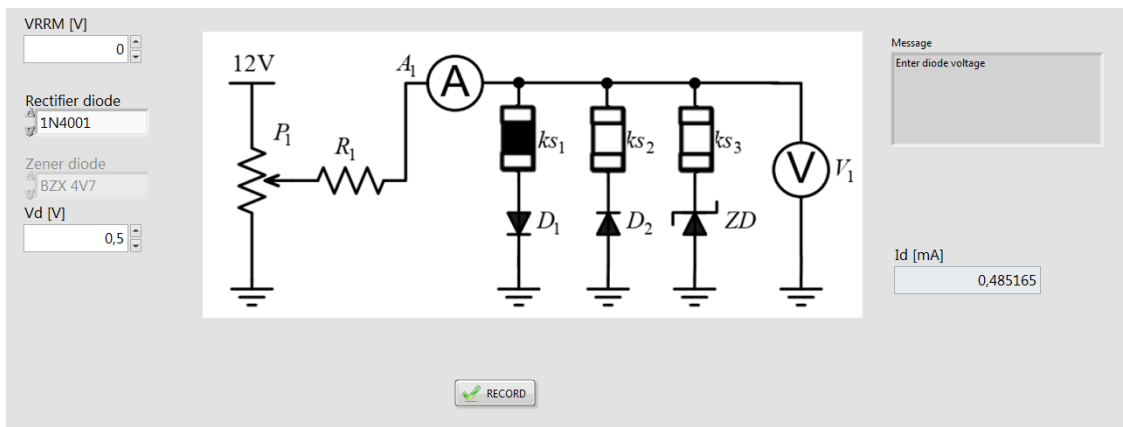 VRRM [V]
0
Rectifier diode
1N4001
Zener diode
BZX 4V7
Vd [V]
0,5
12V
P1
R1
A1
A
ks1
ks2
ks3
D1
D2
ZD
V
V1
Message
Enter diode voltage
Id [mA]
0,485165
RECORD